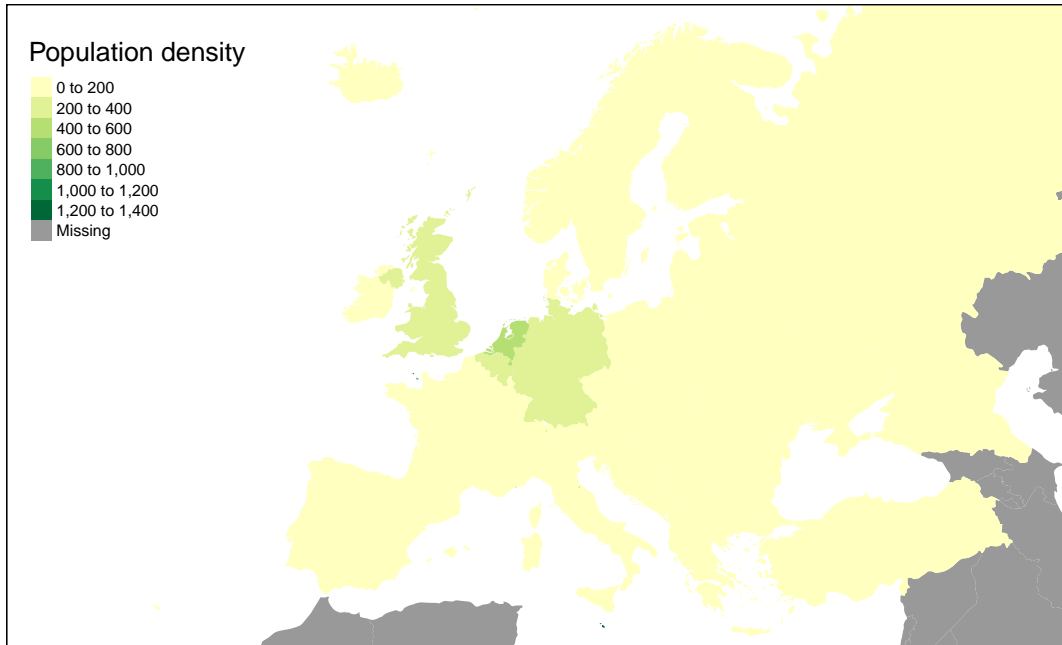 Population density
0 to 200
200 to 400
400 to 600
600 to 800
800 to 1,000
1,000 to 1,200
1,200 to 1,400
Missing